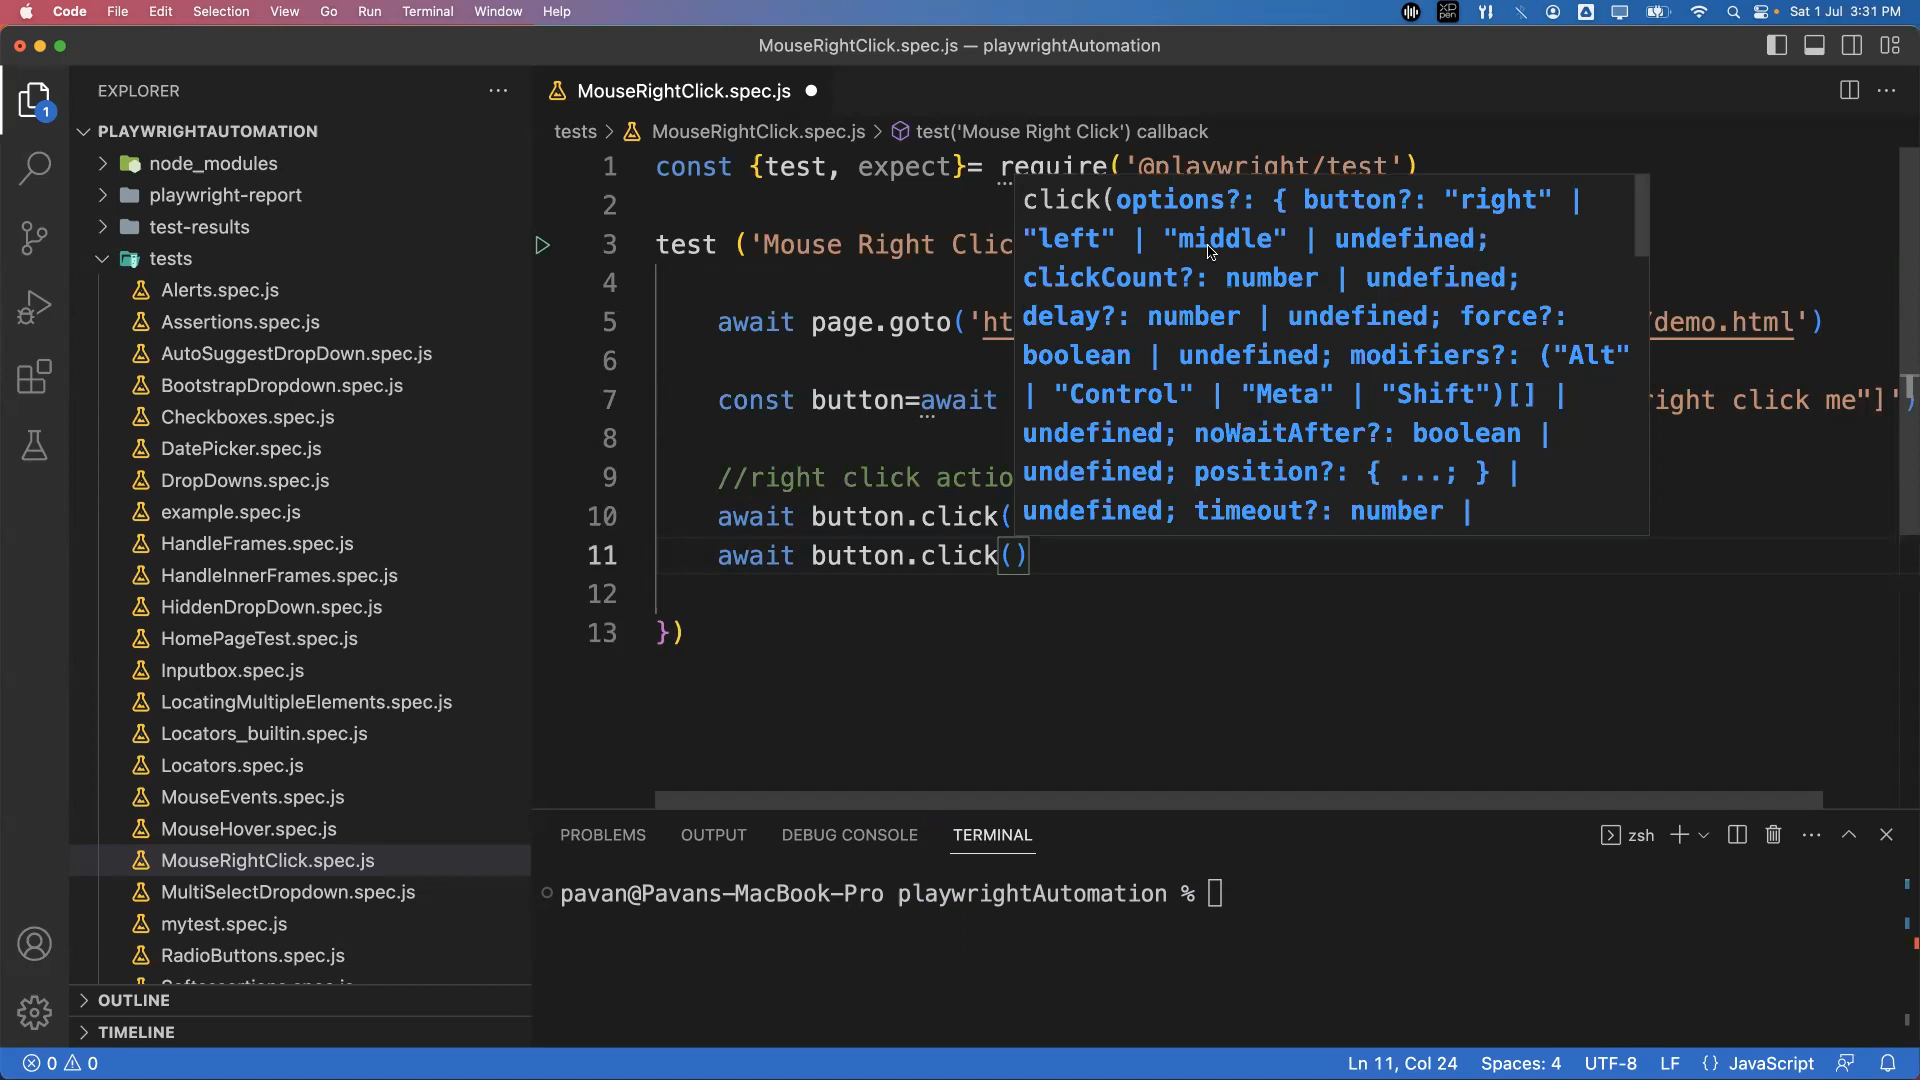 Code File Edit Selection View Go Run Terminal Window Help
XP PEN
Sat 1 Jul 3:31 PM
MouseRightClick.spec.js — playwrightAutomation
1
EXPLORER
PLAYWRIGHTAUTOMATION
node_modules
playwright-report
test-results
tests
Alerts.spec.js
Assertions.spec.js
AutoSuggestDropDown.spec.js
BootstrapDropdown.spec.js
Checkboxes.spec.js
DatePicker.spec.js
DropDowns.spec.js
example.spec.js
HandleFrames.spec.js
HandleInnerFrames.spec.js
HiddenDropDown.spec.js
HomePageTest.spec.js
Inputbox.spec.js
LocatingMultipleElements.spec.js
Locators_builtin.spec.js
Locators.spec.js
MouseEvents.spec.js
MouseHover.spec.js
MouseRightClick.spec.js
MultiSelectDropdown.spec.js
mytest.spec.js
RadioButtons.spec.js
OUTLINE
TIMELINE
MouseRightClick.spec.js
tests > MouseRightClick.spec.js > test('Mouse Right Click') callback
1 const {test, expect}= require('@playwright/test')
2
3 test ('Mouse Right Clic
4
5 await page.goto('ht /demo.html')
6
7 const button=await right click me"]')
8
9 //right click actio
10 await button.click(
11 await button.click()
12
13 })
click(options?: { button?: "right" |
"left" | "middle" | undefined;
clickCount?: number | undefined;
delay?: number | undefined; force?:
boolean | undefined; modifiers?: ("Alt"
| "Control" | "Meta" | "Shift")[] |
undefined; noWaitAfter?: boolean |
undefined; position?: { ...; } |
undefined; timeout?: number |
PROBLEMS OUTPUT DEBUG CONSOLE TERMINAL
zsh
pavan@Pavans-MacBook-Pro playwrightAutomation %
0 0
Ln 11, Col 24 Spaces: 4 UTF-8 LF {} JavaScript